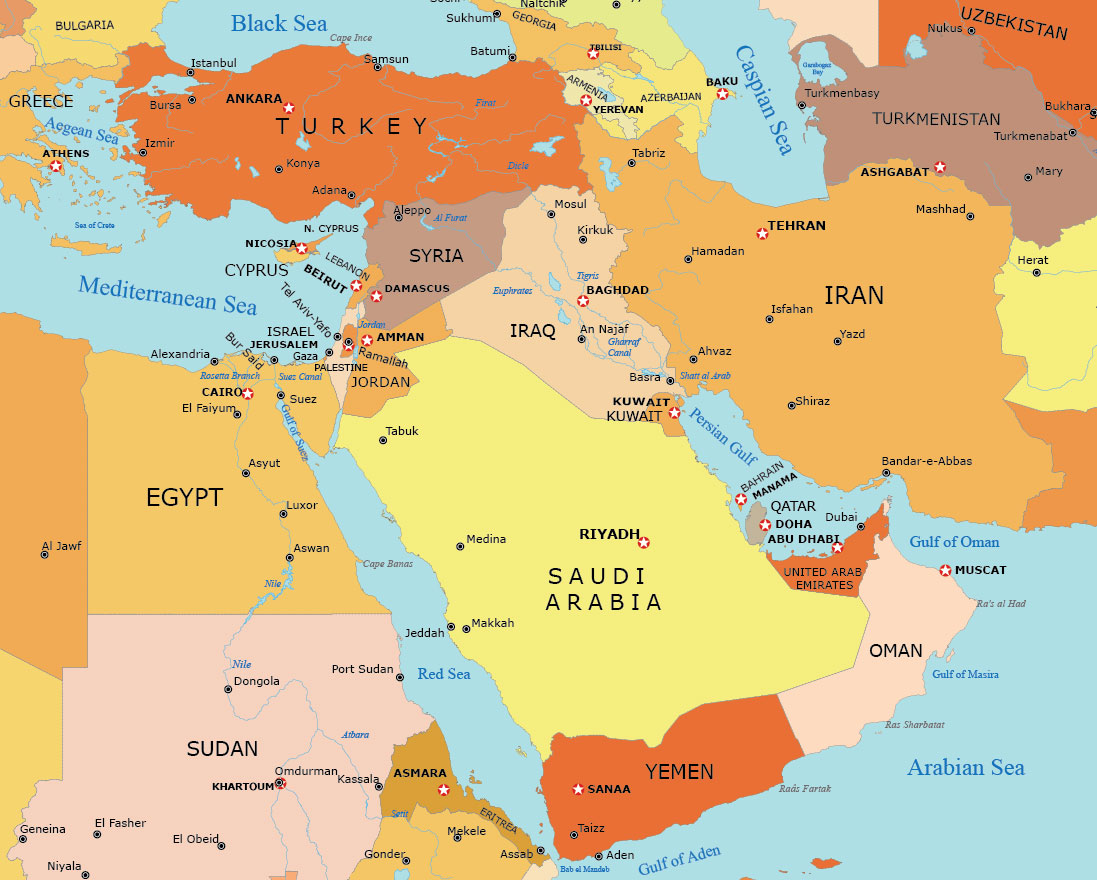 Naltchik
Sochi
Sukhumi
GEORGIA
UZBEKISTAN
BULGARIA
Black Sea
Cape Ince
Nukus
Istanbul
Samsun
Batumi
TBILISI
Caspian Sea
Garabogaz
Bay
GREECE
Bursa
ANKARA
TURKEY
Firat
ARMENIA
YEREVAN
AZERBAIJAN
BAKU
Turkmenbasy
TURKMENISTAN
Bukhara
Turkmenabat
Aegean Sea
ATHENS
Izmir
Konya
Dicle
Tabriz
ASHGABAT
Mary
Adana
Aleppo
Al Furat
Mosul
Mashhad
Sea of Crete
N. CYPRUS
NICOSIA
CYPRUS
LEBANON
BEIRUT
SYRIA
Kirkuk
TEHRAN
Hamadan
Herat
Mediterranean Sea
DAMASCUS
Euphrates
Tigris
BAGHDAD
IRAN
Tel Aviv-Yafo
Jordan
ISRAEL
JERUSALEM
AMMAN
IRAQ
An Najaf
Gharraf
Canal
Isfahan
Yazd
Alexandria
Bur Said
Gaza
Ramallah
PALESTINE
JORDAN
Ahvaz
Rosetta Branch
Suez Canal
Basra
Shatt al Arab
CAIRO
Suez
El Faiyum
Gulf of Suez
KUWAIT
KUWAIT
Shiraz
Tabuk
Persian Gulf
Asyut
BAHRAIN
MANAMA
Bandar-e-Abbas
EGYPT
Luxor
QATAR
DOHA
Dubai
Al Jawf
Aswan
Medina
RIYADH
ABU DHABI
Gulf of Oman
Cape Banas
Nile
SAUDI
ARABIA
UNITED ARAB
EMIRATES
MUSCAT
Ra's al Had
Jeddah
Makkah
OMAN
Nile
Dongola
Port Sudan
Red Sea
Gulf of Masira
Atbara
Ras Sharbatat
SUDAN
Omdurman
KHARTOUM
Kassala
ASMARA
YEMEN
SANAA
Arabian Sea
Raås Fartak
Setit
ERITREA
Geneina
El Fasher
El Obeid
Mekele
Taizz
Niyala
Gonder
Assab
Aden
Gulf of Aden
Bab el Mandeb